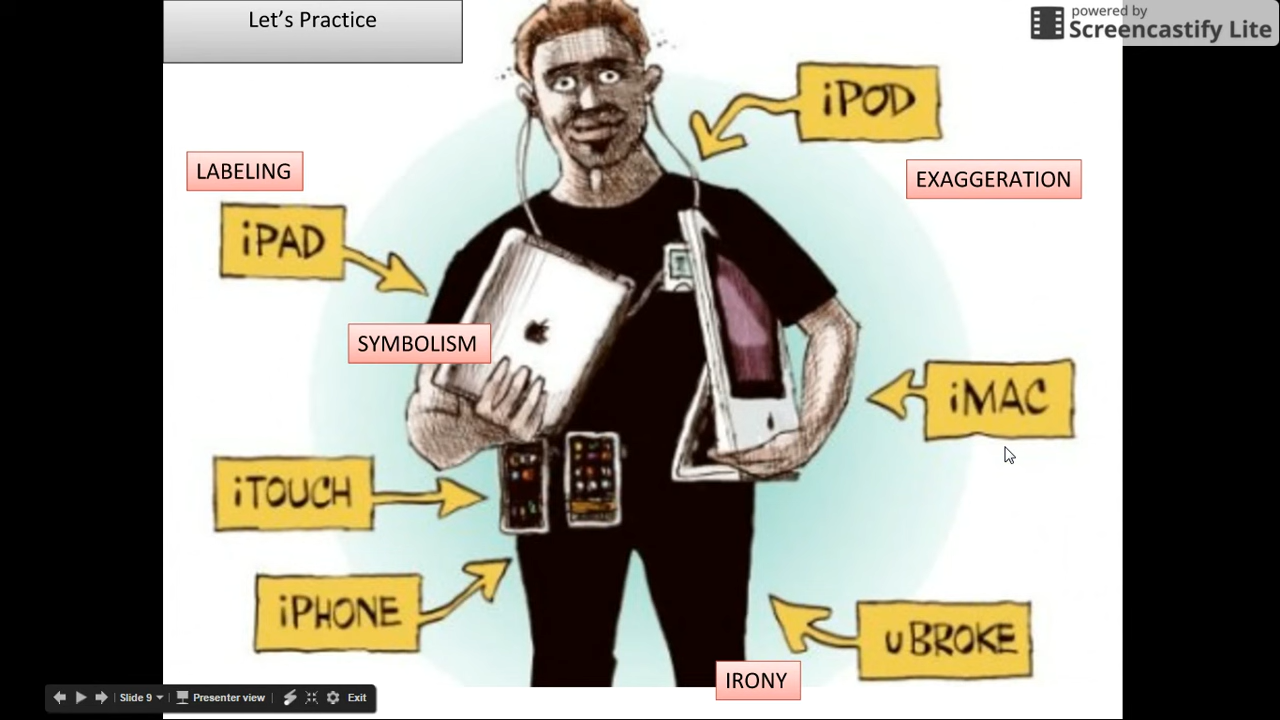 Let's Practice
powered by
Screencastify Lite
iPOD
LABELING
EXAGGERATION
iPAD
SYMBOLISM
iMAC
iTOUCH
iPHONE
uBROKE
IRONY
Slide 9
Presenter view
Exit